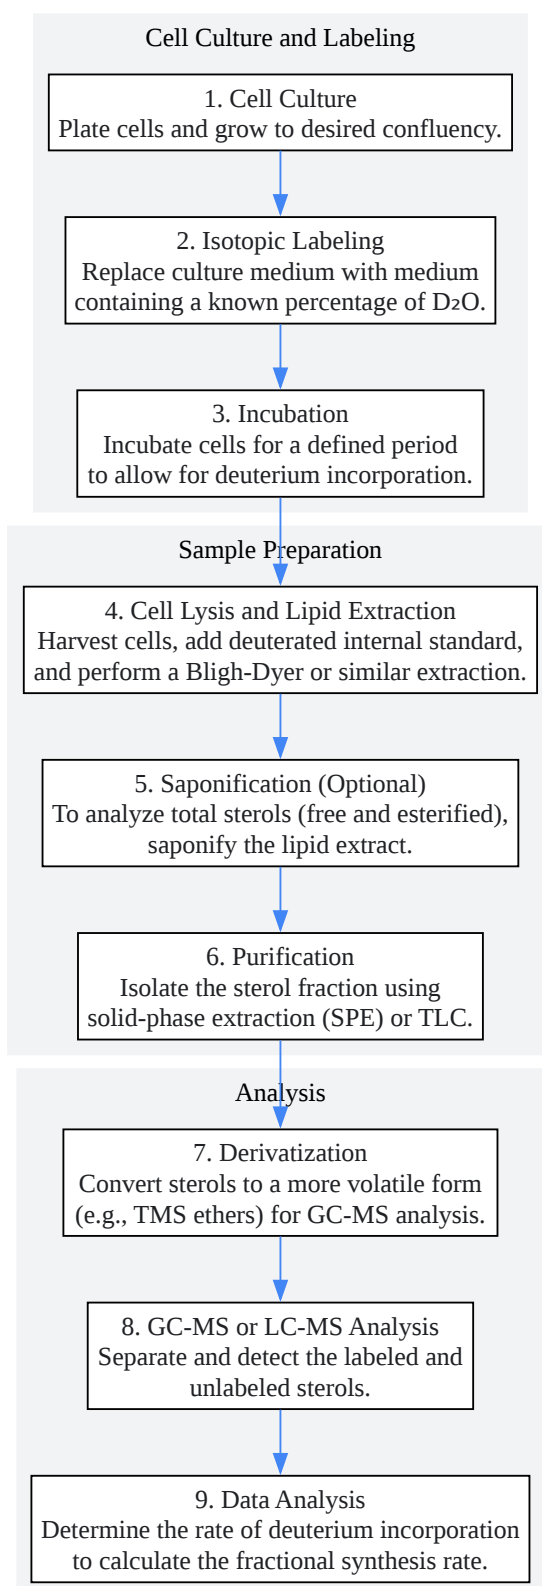 Cell Culture and Labeling
1. Cell Culture
Plate cells and grow to desired confluency.
2. Isotopic Labeling
Replace culture medium with medium
containing a known percentage of D₂O.
3. Incubation
Incubate cells for a defined period
to allow for deuterium incorporation.
Sample Preparation
4. Cell Lysis and Lipid Extraction
Harvest cells, add deuterated internal standard,
and perform a Bligh-Dyer or similar extraction.
5. Saponification (Optional)
To analyze total sterols (free and esterified),
saponify the lipid extract.
6. Purification
Isolate the sterol fraction using
solid-phase extraction (SPE) or TLC.
Analysis
7. Derivatization
Convert sterols to a more volatile form
(e.g., TMS ethers) for GC-MS analysis.
8. GC-MS or LC-MS Analysis
Separate and detect the labeled and
unlabeled sterols.
9. Data Analysis
Determine the rate of deuterium incorporation
to calculate the fractional synthesis rate.